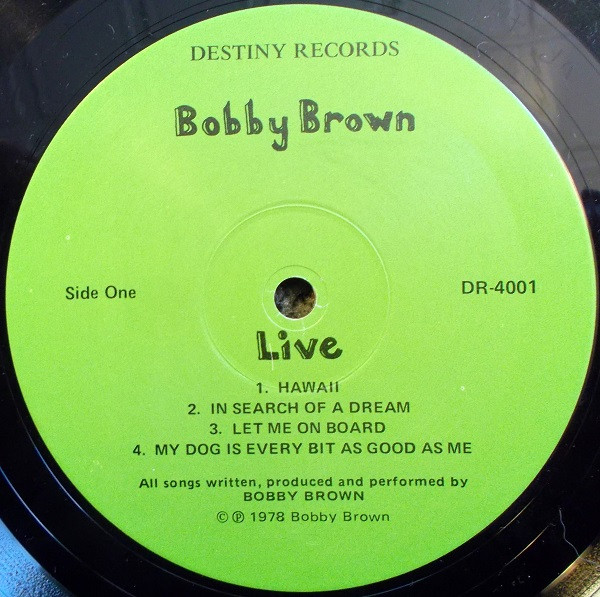 DESTINY RECORDS
Bobby Brown
Side One
DR-4001
Live
1. HAWAII
2. IN SEARCH OF A DREAM
3. LET ME ON BOARD
4. MY DOG IS EVERY BIT AS GOOD AS ME
All songs written, produced and performed by
BOBBY BROWN
©℗ 1978 Bobby Brown